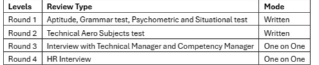 Levels Review Type Mode
Round 1 Aptitude, Grammar test, Psychometric and Situational test Written
Round 2 Technical Aero Subjects test Written
Round 3 Interview with Technical Manager and Competency Manager One on One
Round 4 HR Interview One on One